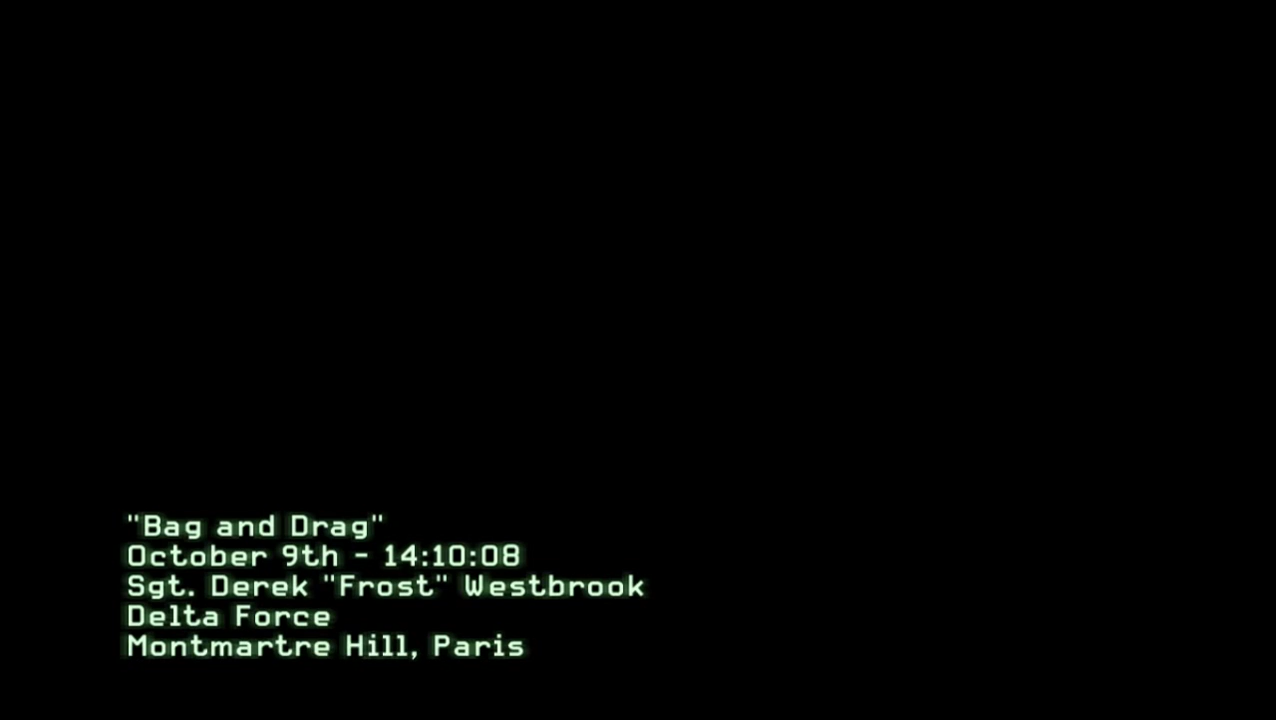 "Bag and Drag"
October 9th - 14:10:08
Sgt. Derek "Frost" Westbrook
Delta Force
Montmartre Hill, Paris